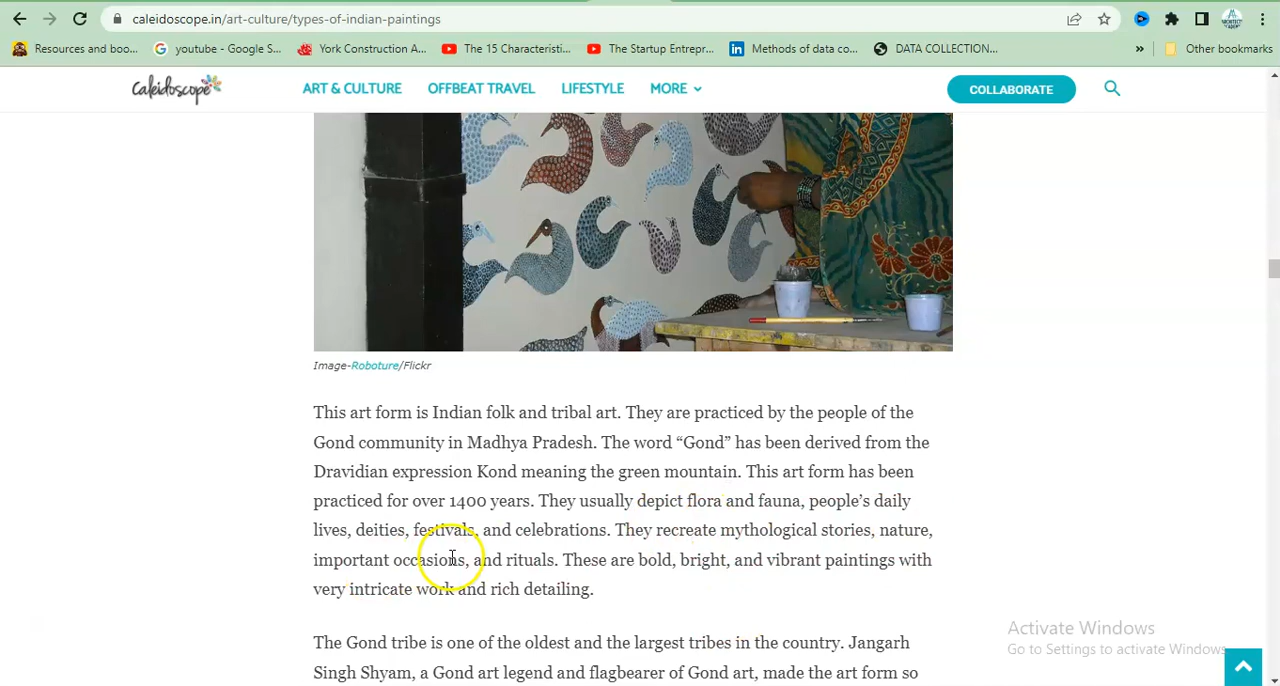 caleidoscope.in/art-culture/types-of-indian-paintings
Resources and boo...
youtube - Google S...
York Construction A...
The 15 Characteristi...
The Startup Entrepr...
Methods of data co...
DATA COLLECTION...
»
Other bookmarks
Caleidoscope
ART & CULTURE
OFFBEAT TRAVEL
LIFESTYLE
MORE
COLLABORATE
Image-Roboture/Flickr
This art form is Indian folk and tribal art. They are practiced by the people of the
Gond community in Madhya Pradesh. The word “Gond” has been derived from the
Dravidian expression Kond meaning the green mountain. This art form has been
practiced for over 1400 years. They usually depict flora and fauna, people’s daily
lives, deities, festivals, and celebrations. They recreate mythological stories, nature,
important occasions, and rituals. These are bold, bright, and vibrant paintings with
very intricate work and rich detailing.
The Gond tribe is one of the oldest and the largest tribes in the country. Jangarh
Singh Shyam, a Gond art legend and flagbearer of Gond art, made the art form so
Activate Windows
Go to Settings to activate Windows.